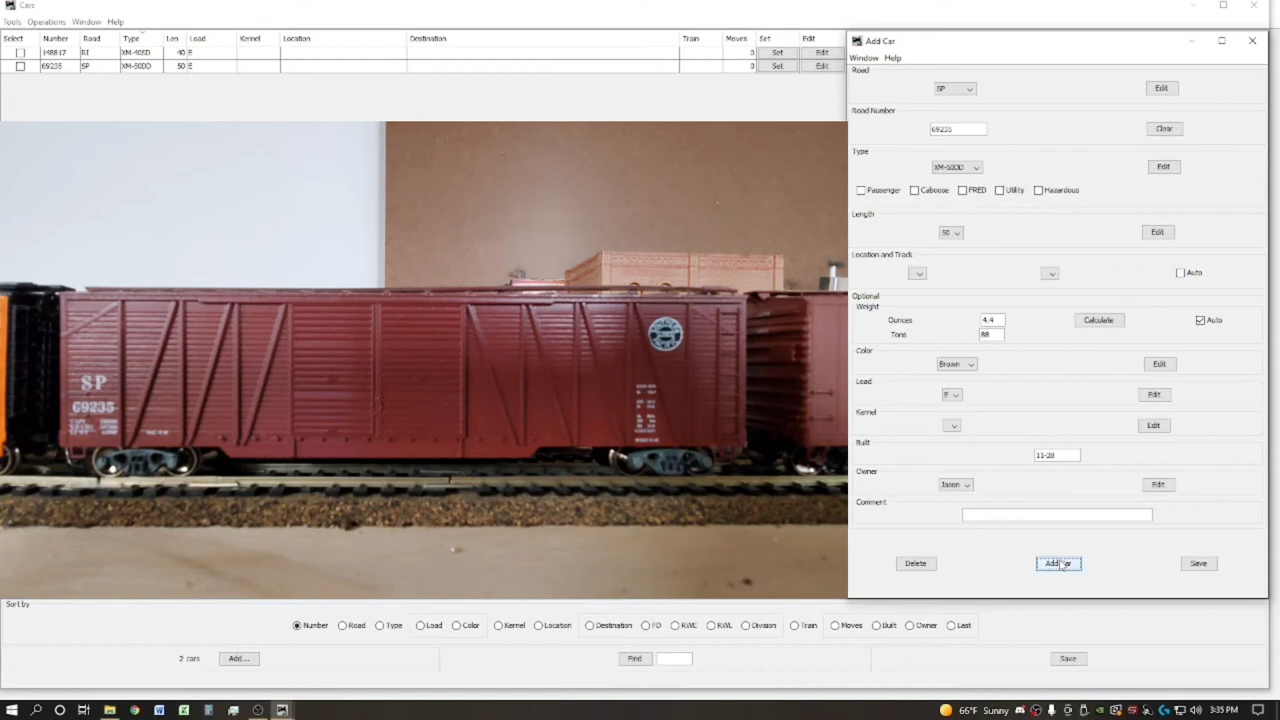 Cars
Tools Operations Window Help
Select Number Road Type Len Load Kernel Location Destination Train Moves Set Edit
148817 RI XM-40SD 40 E 0 Set Edit
69235 SP XM-50DD 50 E 0 Set Edit
Add Car
Window Help
Road
SP Edit
Road Number
69235 Clear
Type
XM-50DD Edit
Passenger Caboose FRED Utility Hazardous
Length
50 Edit
Location and Track
Auto
Optional
Weight
Ounces 4.4 Calculate Auto
Tons 88
Color
Brown Edit
Load
E Edit
Kernel
Edit
Built
11-28
Owner
Jason Edit
Comment
Delete Add Car Save
SP
69235
Sort by
Number Road Type Load Color Kernel Location Destination FD RWE RWL Division Train Moves Built Owner Last
2 cars Add... Find Save
66°F Sunny 3:35 PM